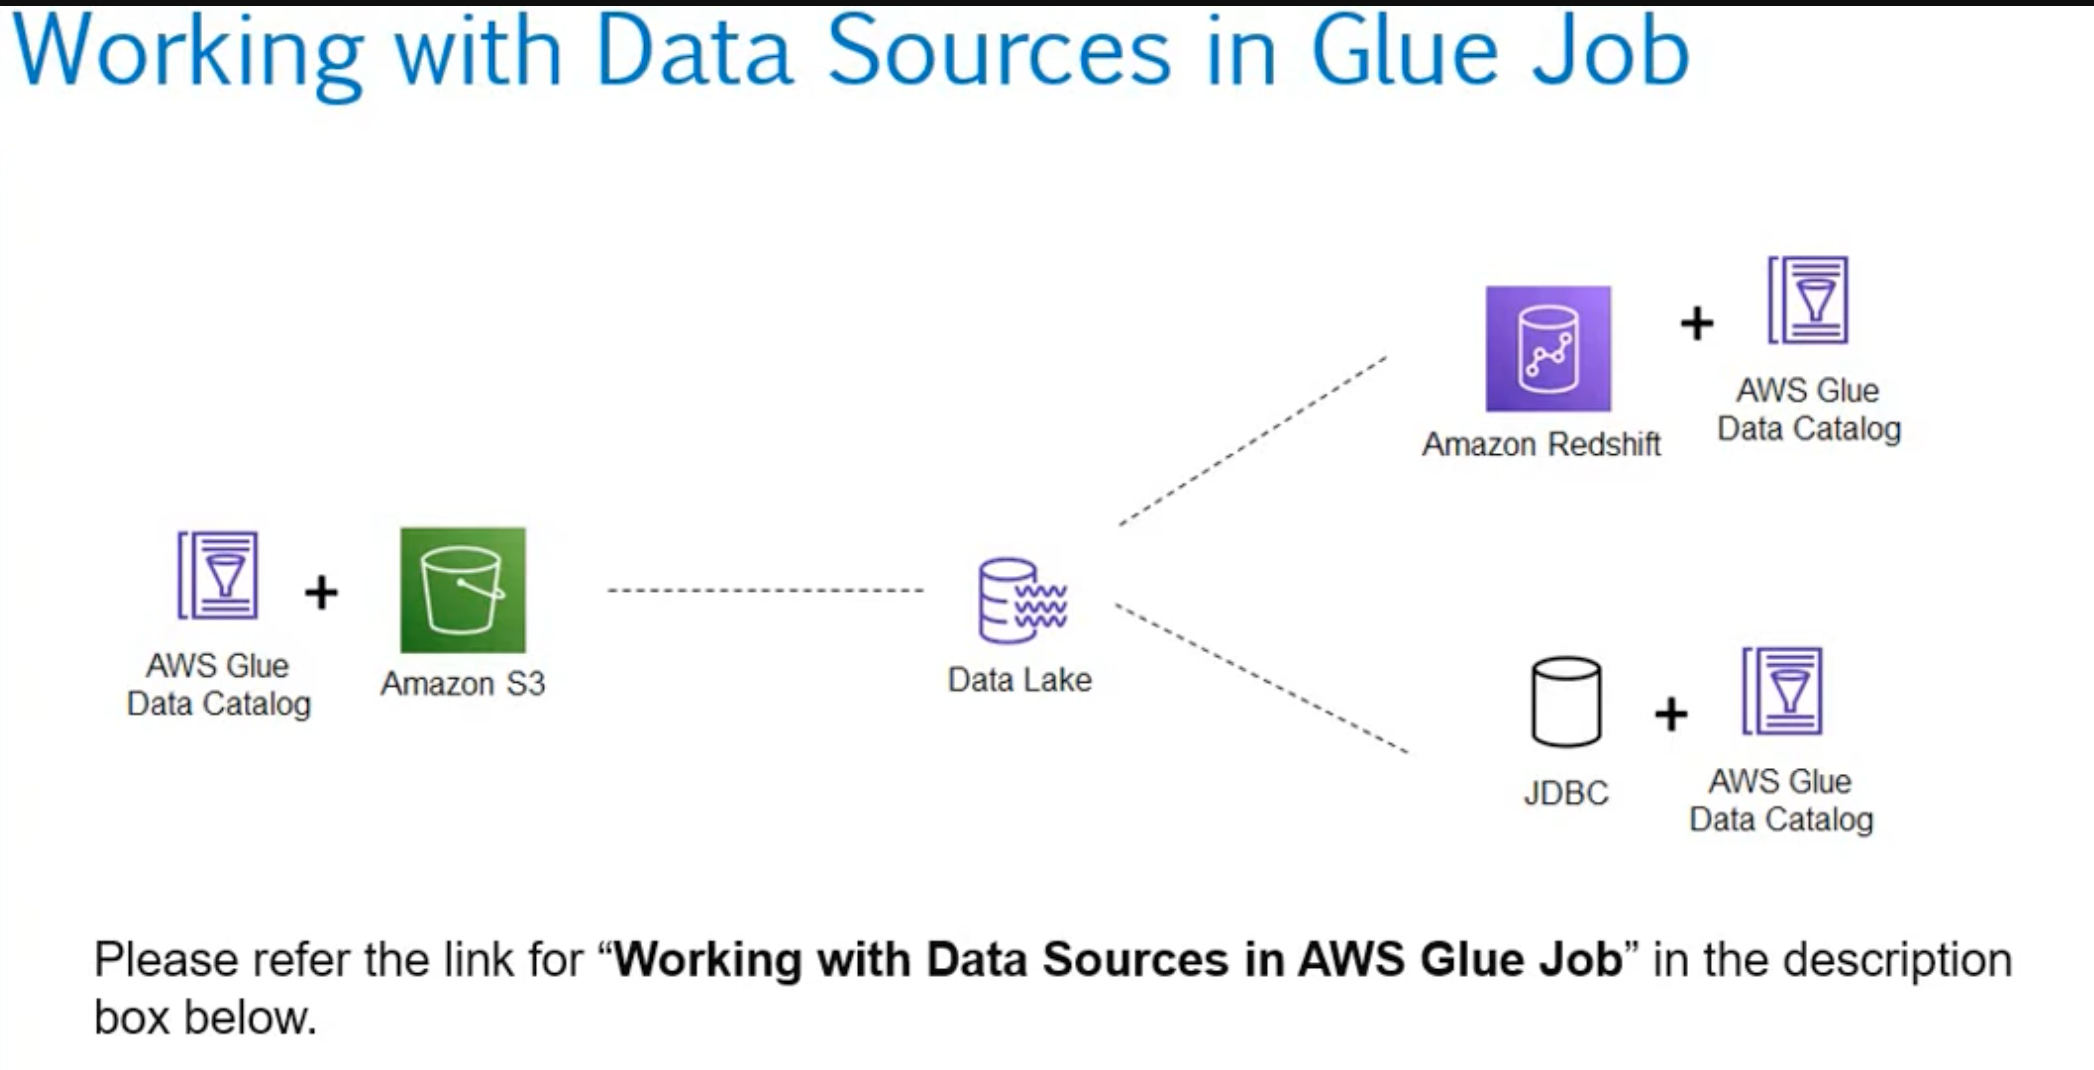 Working with Data Sources in Glue Job
+
AWS Glue
Data Catalog
Amazon Redshift
AWS Glue
Data Catalog
+
Amazon S3
Data Lake
JDBC
+
AWS Glue
Data Catalog
Please refer the link for “Working with Data Sources in AWS Glue Job” in the description
box below.